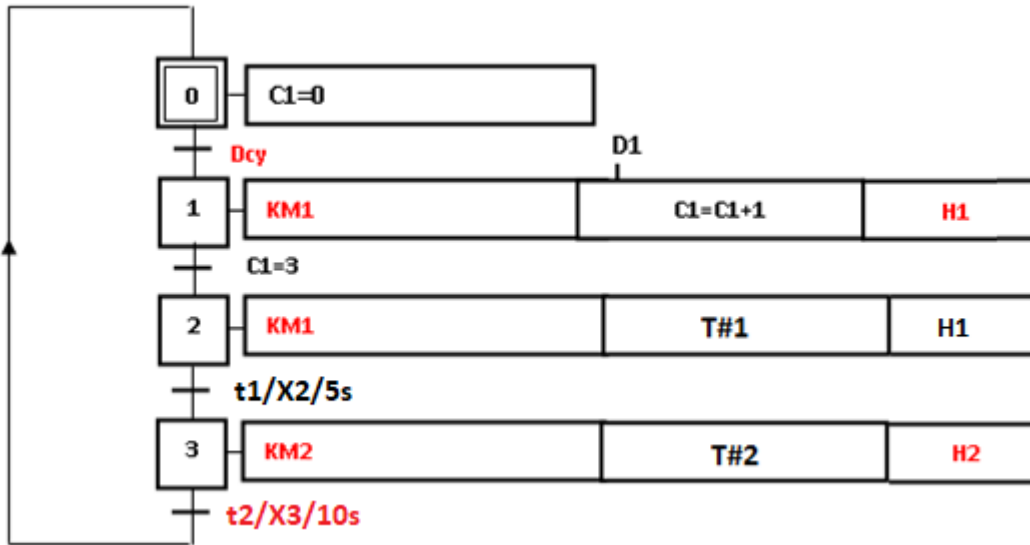 0 C1=0
Dcy
D1
1 KM1 C1=C1+1 H1
C1=3
2 KM1 T#1 H1
t1/X2/5s
3 KM2 T#2 H2
t2/X3/10s